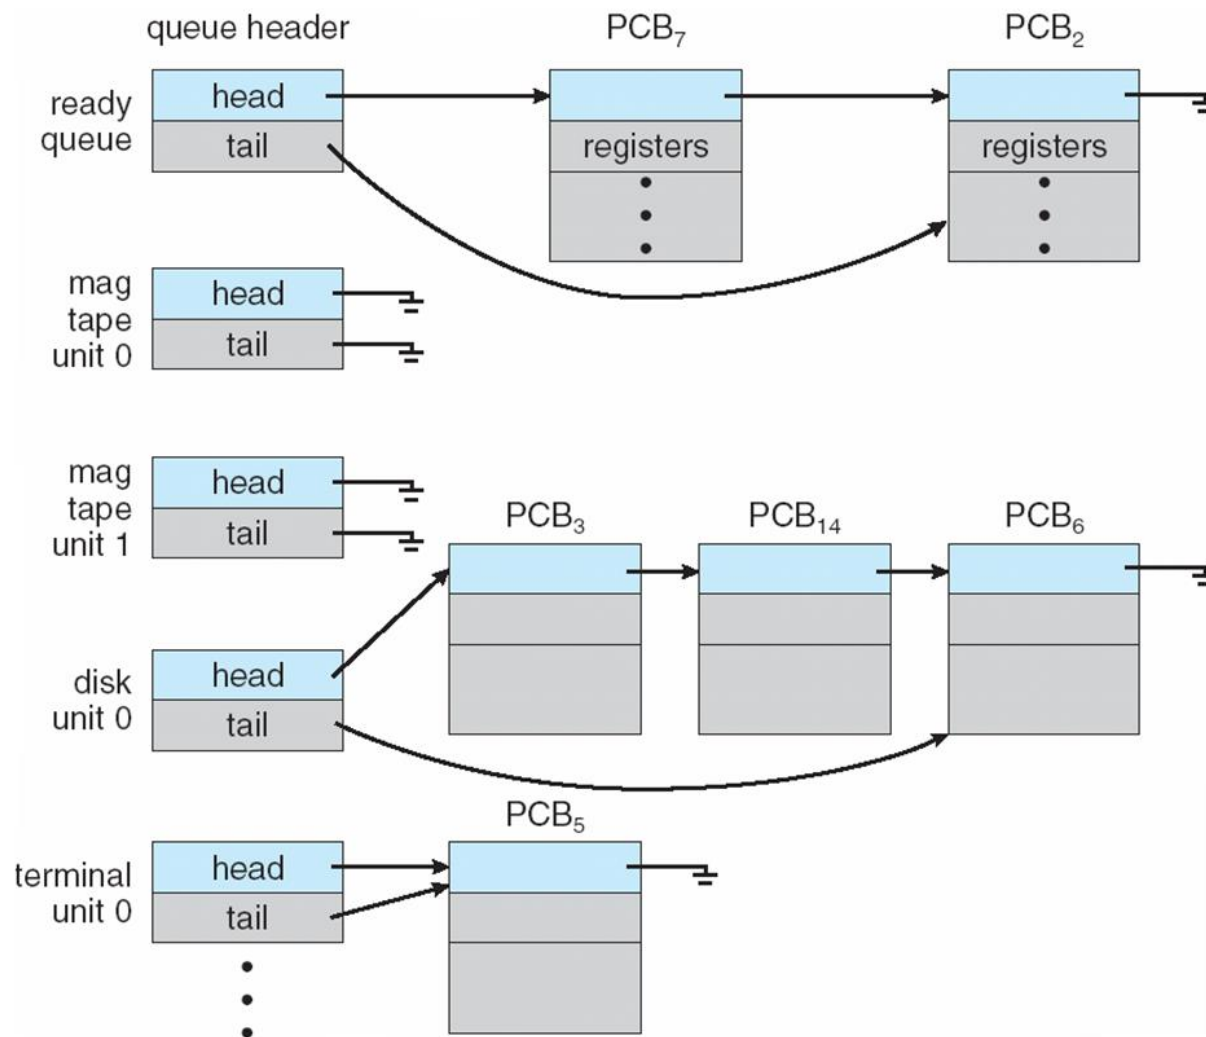 queue header
PCB₇
PCB₂
ready
queue
head
tail
registers
registers
mag
tape
unit 0
head
tail
mag
tape
unit 1
head
tail
PCB₃
PCB₁₄
PCB₆
disk
unit 0
head
tail
PCB₅
terminal
unit 0
head
tail